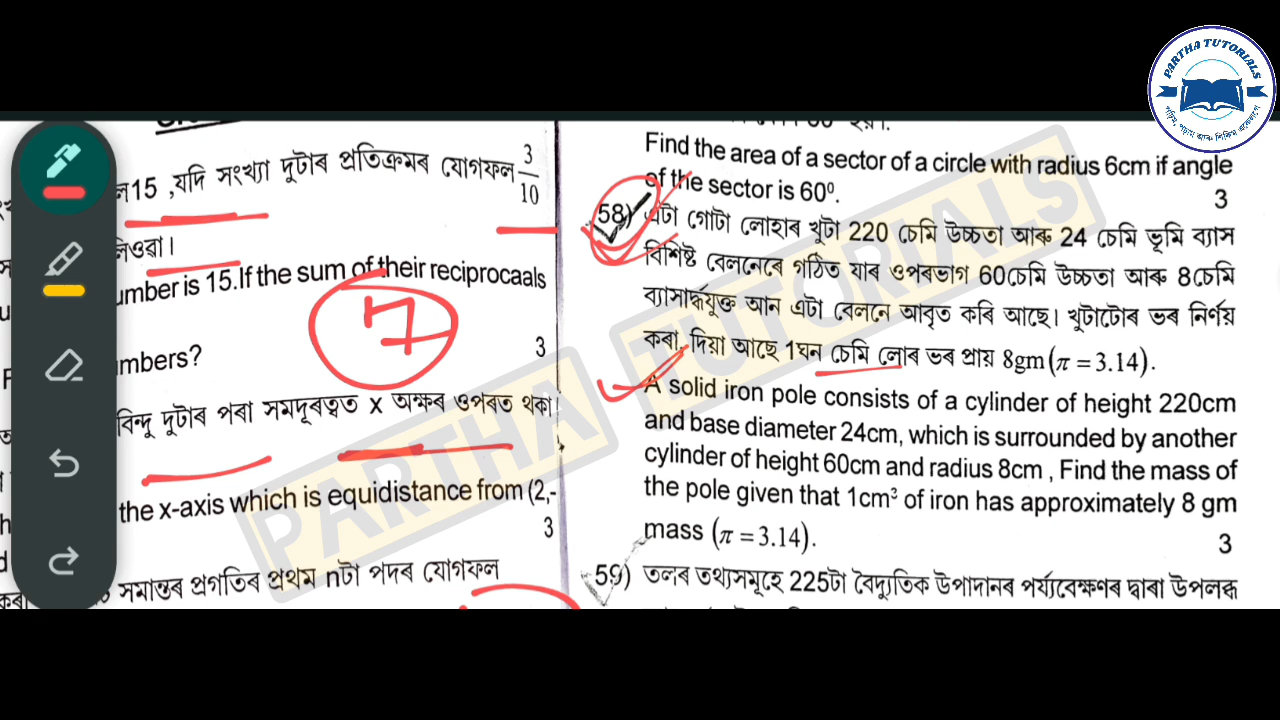 PARTHA TUTORIALS
15 ,যদি সংখ্যা দুটাৰ প্ৰতিক্ৰমৰ যোগফল 3/10
লিওৱা।
umber is 15.If the sum of their reciprocaals
7
mbers?
3
বিন্দু দুটাৰ পৰা সমদূৰত্বত x অক্ষৰ ওপৰত থকা
the x-axis which is equidistance from (2,-
3
সমান্তৰ প্ৰগতিৰ প্ৰথম nটা পদৰ যোগফল
Find the area of a sector of a circle with radius 6cm if angle
of the sector is 60⁰.
3
58) এটা গোটা লোহাৰ খুটা 220 চেমি উচ্চতা আৰু 24 চেমি ভূমি ব্যাস
বিশিষ্ট বেলনেৰে গঠিত যাৰ ওপৰভাগ 60চেমি উচ্চতা আৰু 8চেমি
ব্যাসাৰ্দ্ধযুক্ত আন এটা বেলনে আবৃত কৰি আছে। খুটাটোৰ ভৰ নিৰ্ণয়
কৰা, দিয়া আছে 1ঘন চেমি লোৰ ভৰ প্ৰায় 8gm(π = 3.14).
A solid iron pole consists of a cylinder of height 220cm
and base diameter 24cm, which is surrounded by another
cylinder of height 60cm and radius 8cm , Find the mass of
the pole given that 1cm³ of iron has approximately 8 gm
mass (π = 3.14).
3
59) তলৰ তথ্যসমূহে 225টা বৈদ্যুতিক উপাদানৰ পৰ্য্যবেক্ষণৰ দ্বাৰা উপলব্ধ
PARTHA TUTORIALS